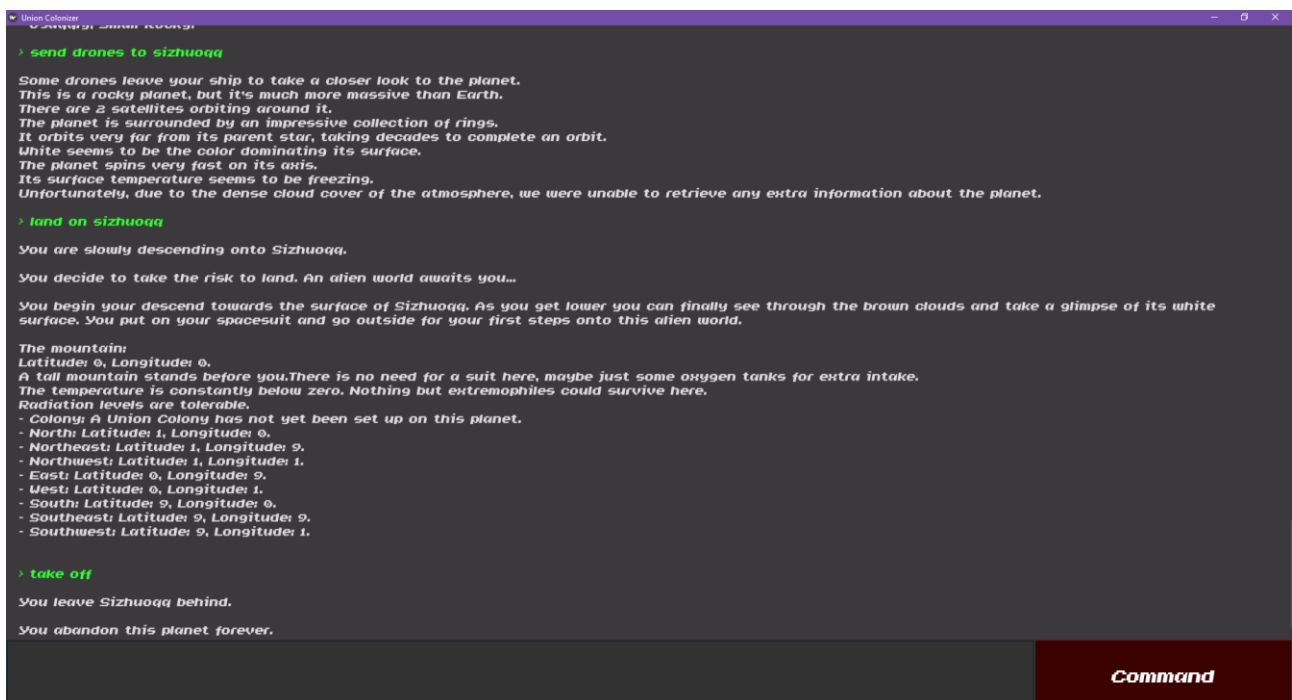 Union Colonizer
> send drones to sizhuoqq
Some drones leave your ship to take a closer look to the planet.
This is a rocky planet, but it's much more massive than Earth.
There are 2 satellites orbiting around it.
The planet is surrounded by an impressive collection of rings.
It orbits very far from its parent star, taking decades to complete an orbit.
White seems to be the color dominating its surface.
The planet spins very fast on its axis.
Its surface temperature seems to be freezing.
Unfortunately, due to the dense cloud cover of the atmosphere, we were unable to retrieve any extra information about the planet.
> land on sizhuoqq
You are slowly descending onto Sizhuoqq.
You decide to take the risk to land. An alien world awaits you...
You begin your descend towards the surface of Sizhuoqq. As you get lower you can finally see through the brown clouds and take a glimpse of its white
surface. You put on your spacesuit and go outside for your first steps onto this alien world.
The mountain:
Latitude: 0, Longitude: 0.
A tall mountain stands before you.There is no need for a suit here, maybe just some oxygen tanks for extra intake.
The temperature is constantly below zero. Nothing but extremophiles could survive here.
Radiation levels are tolerable.
- Colony: A Union Colony has not yet been set up on this planet.
- North: Latitude: 1, Longitude: 0.
- Northeast: Latitude: 1, Longitude: 9.
- Northwest: Latitude: 1, Longitude: 1.
- East: Latitude: 0, Longitude: 9.
- West: Latitude: 0, Longitude: 1.
- South: Latitude: 9, Longitude: 0.
- Southeast: Latitude: 9, Longitude: 9.
- Southwest: Latitude: 9, Longitude: 1.
> take off
You leave Sizhuoqq behind.
You abandon this planet forever.
Command